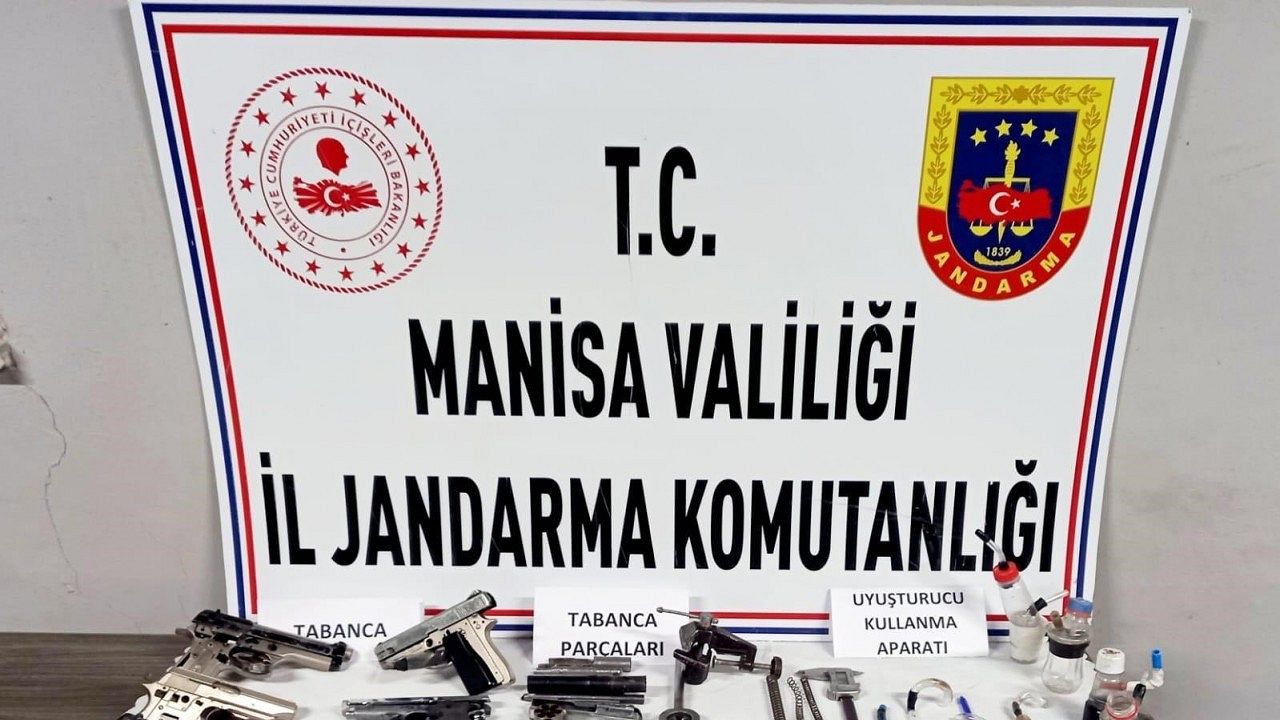 TÜRKİYE CUMHURİYETİ İÇİŞLERİ BAKANLIĞI
1839
JANDARMA
T.C.
MANİSA VALİLİĞİ
İL JANDARMA KOMUTANLIĞI
TABANCA
TABANCA
PARÇALARI
UYUŞTURUCU
KULLANMA
APARATI